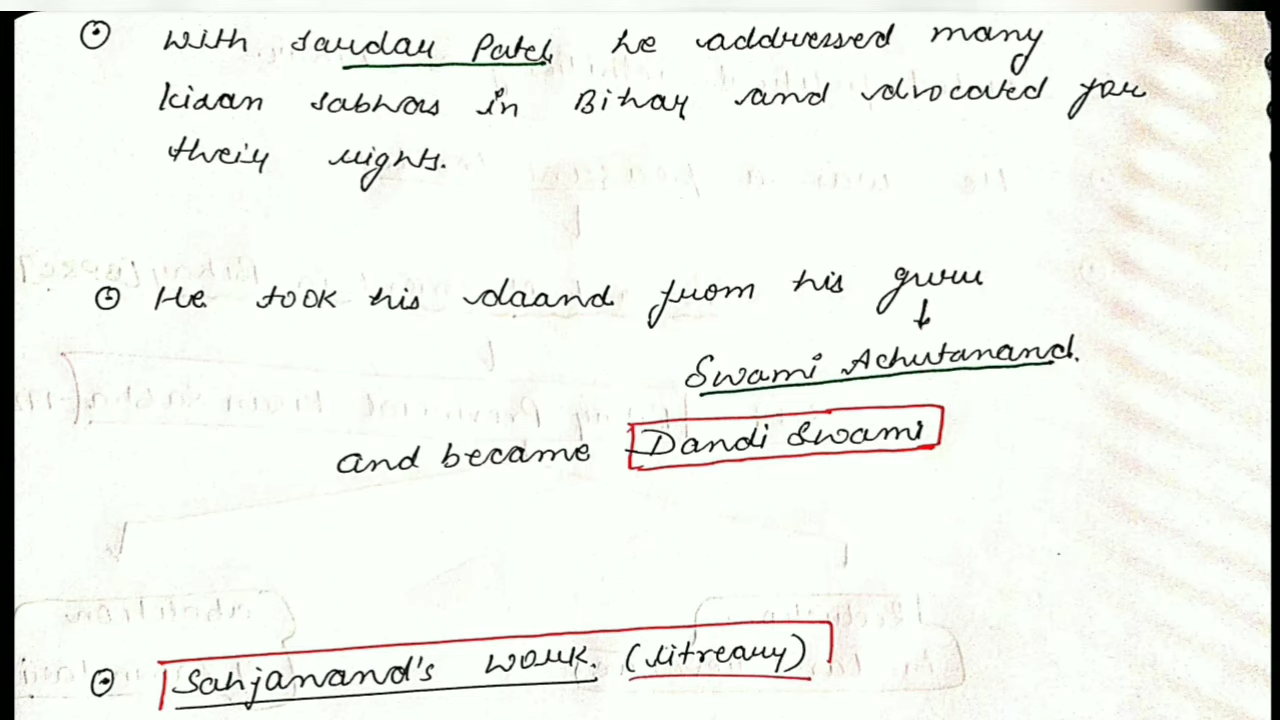 With Sardar Patel, he addressed many
kisan sabhas in Bihar and advocated for
their rights.
He took his daand from his guru
↓
Swami Achutanand.
and became Dandi Swami
Sahjanand's work. (litreary)